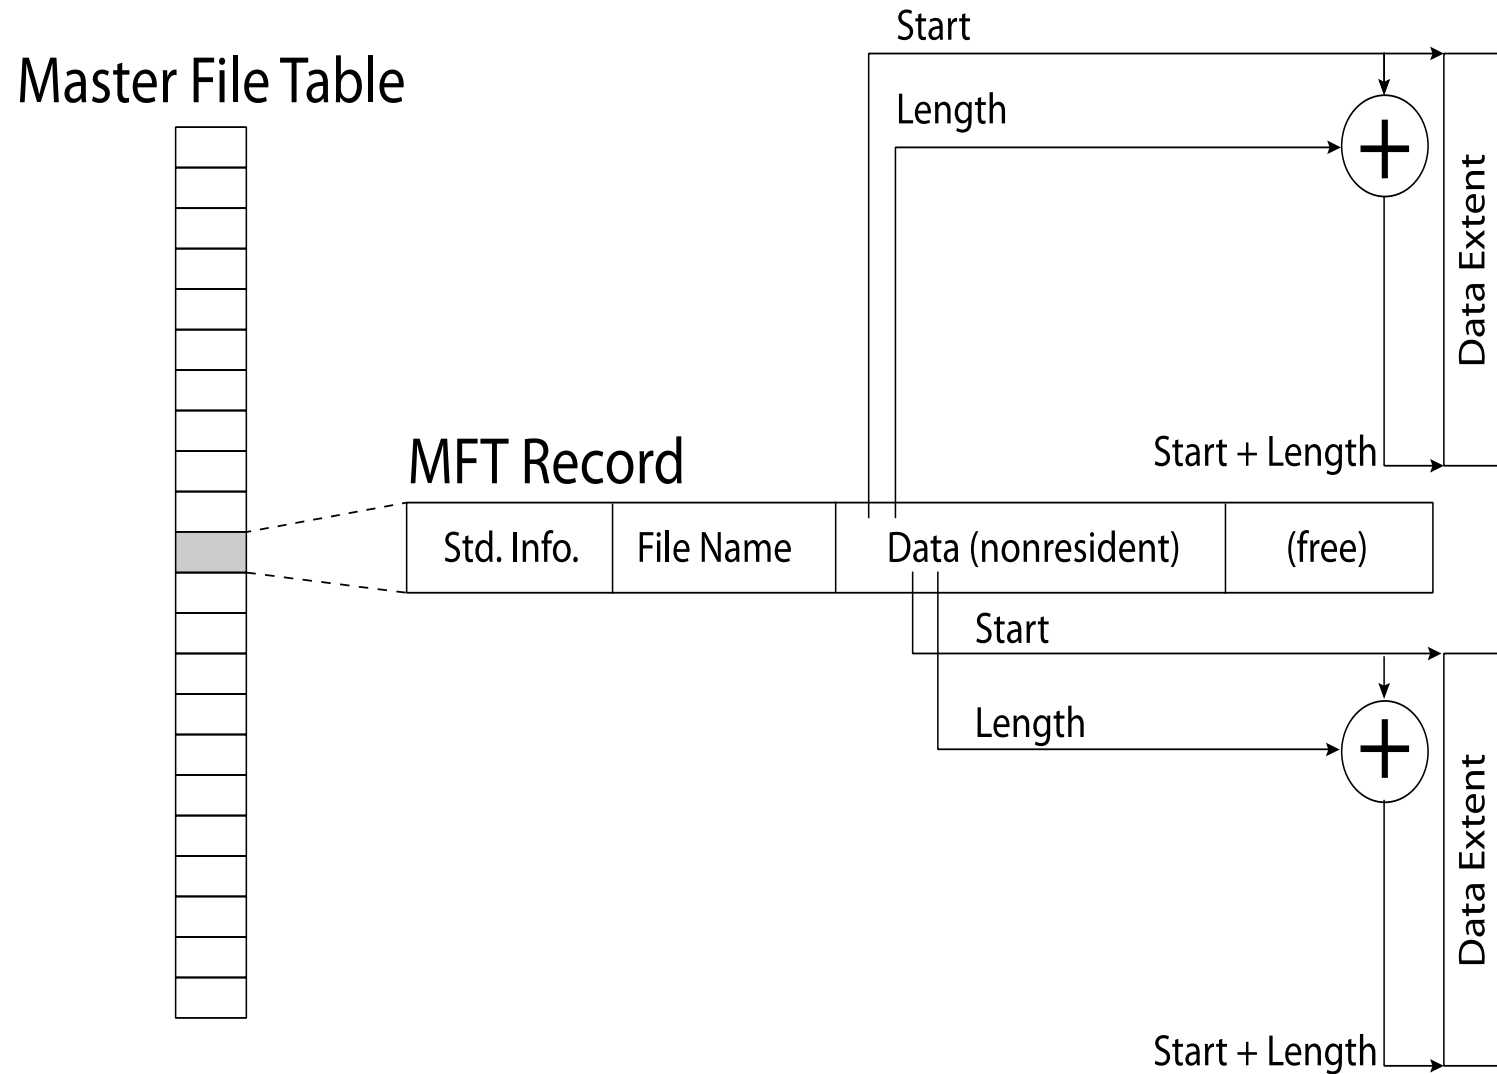 Start
Master File Table
Length
+
Data Extent
Start + Length
MFT Record
Std. Info.
File Name
Data (nonresident)
(free)
Start
Length
+
Data Extent
Start + Length